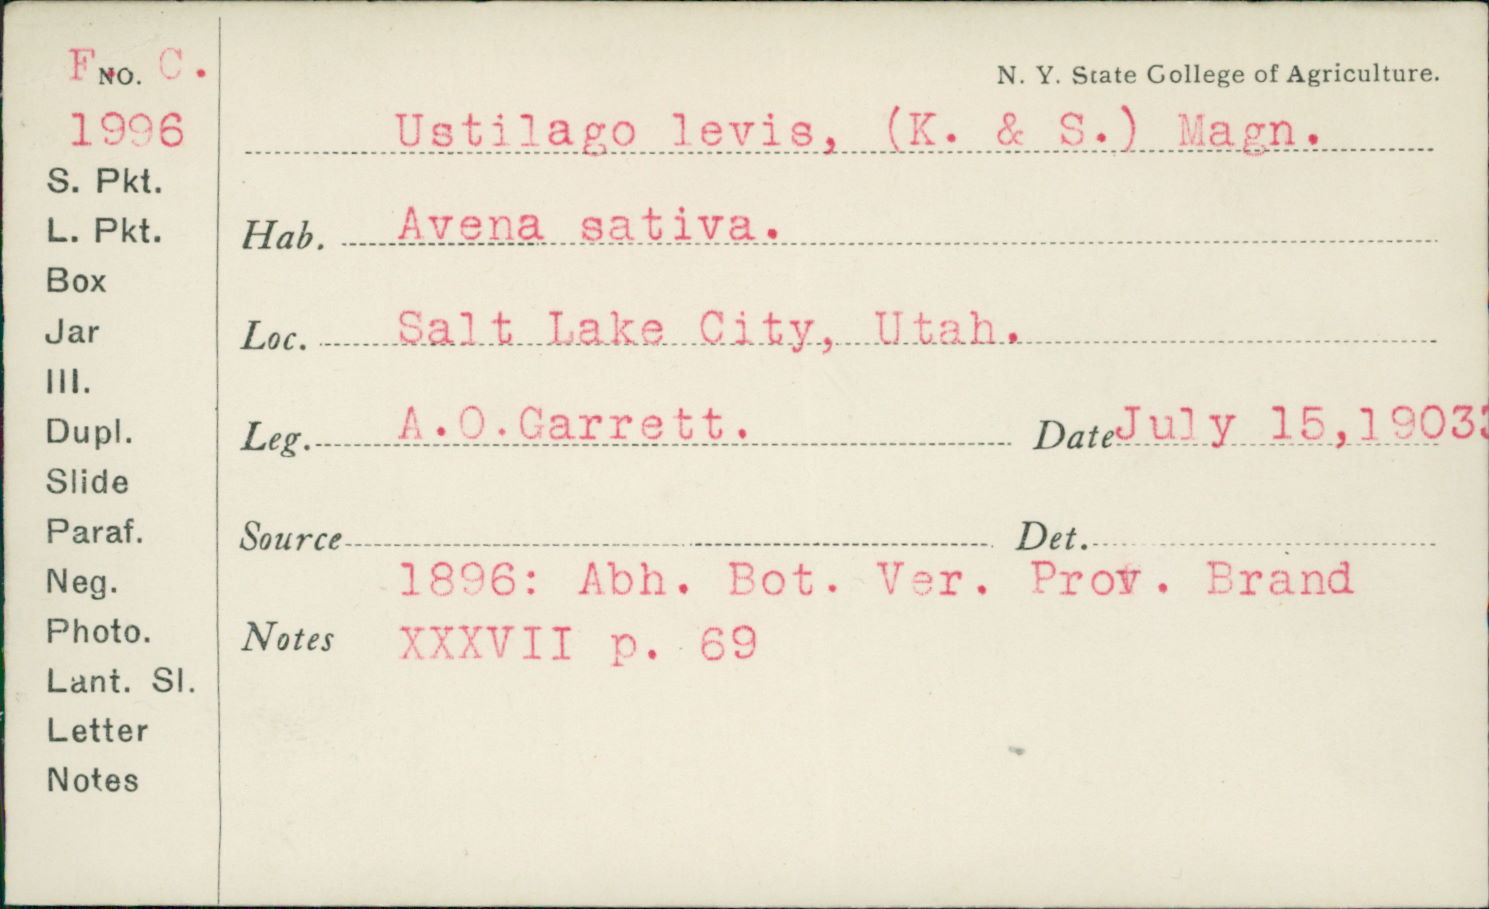 F NO. C.
1996
S. Pkt.
L. Pkt.
Box
Jar
Ill.
Dupl.
Slide
Paraf.
Neg.
Photo.
Lant. Sl.
Letter
Notes
N. Y. State College of Agriculture.
Ustilago levis, (K. & S.) Magn.
Hab. Avena sativa.
Loc. Salt Lake City, Utah.
Leg. A.O.Garrett. Date July 15,1903
Source Det.
1896: Abh. Bot. Ver. Prov. Brand
Notes XXXVII p. 69